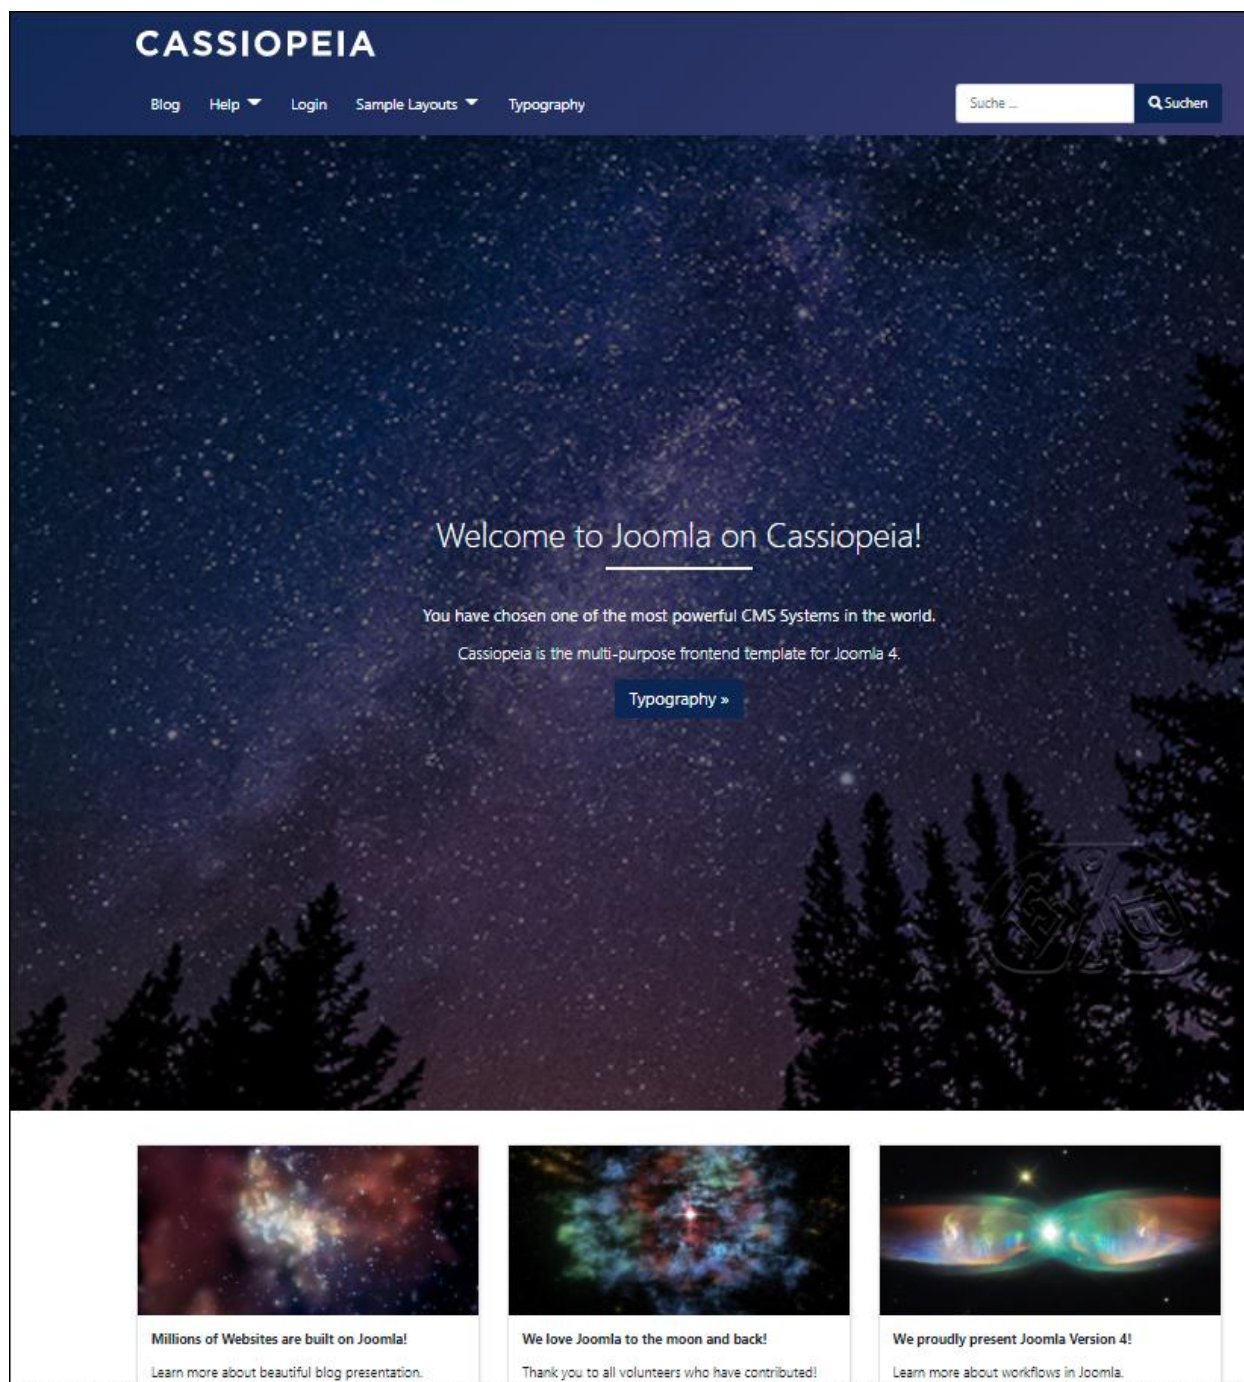 CASSIOPEIA
Blog Help Login Sample Layouts Typography
Suche ... Suchen
Welcome to Joomla on Cassiopeia!
You have chosen one of the most powerful CMS Systems in the world.
Cassiopeia is the multi-purpose frontend template for Joomla 4.
Typography »
Millions of Websites are built on Joomla!
Learn more about beautiful blog presentation.
We love Joomla to the moon and back!
Thank you to all volunteers who have contributed!
We proudly present Joomla Version 4!
Learn more about workflows in Joomla.